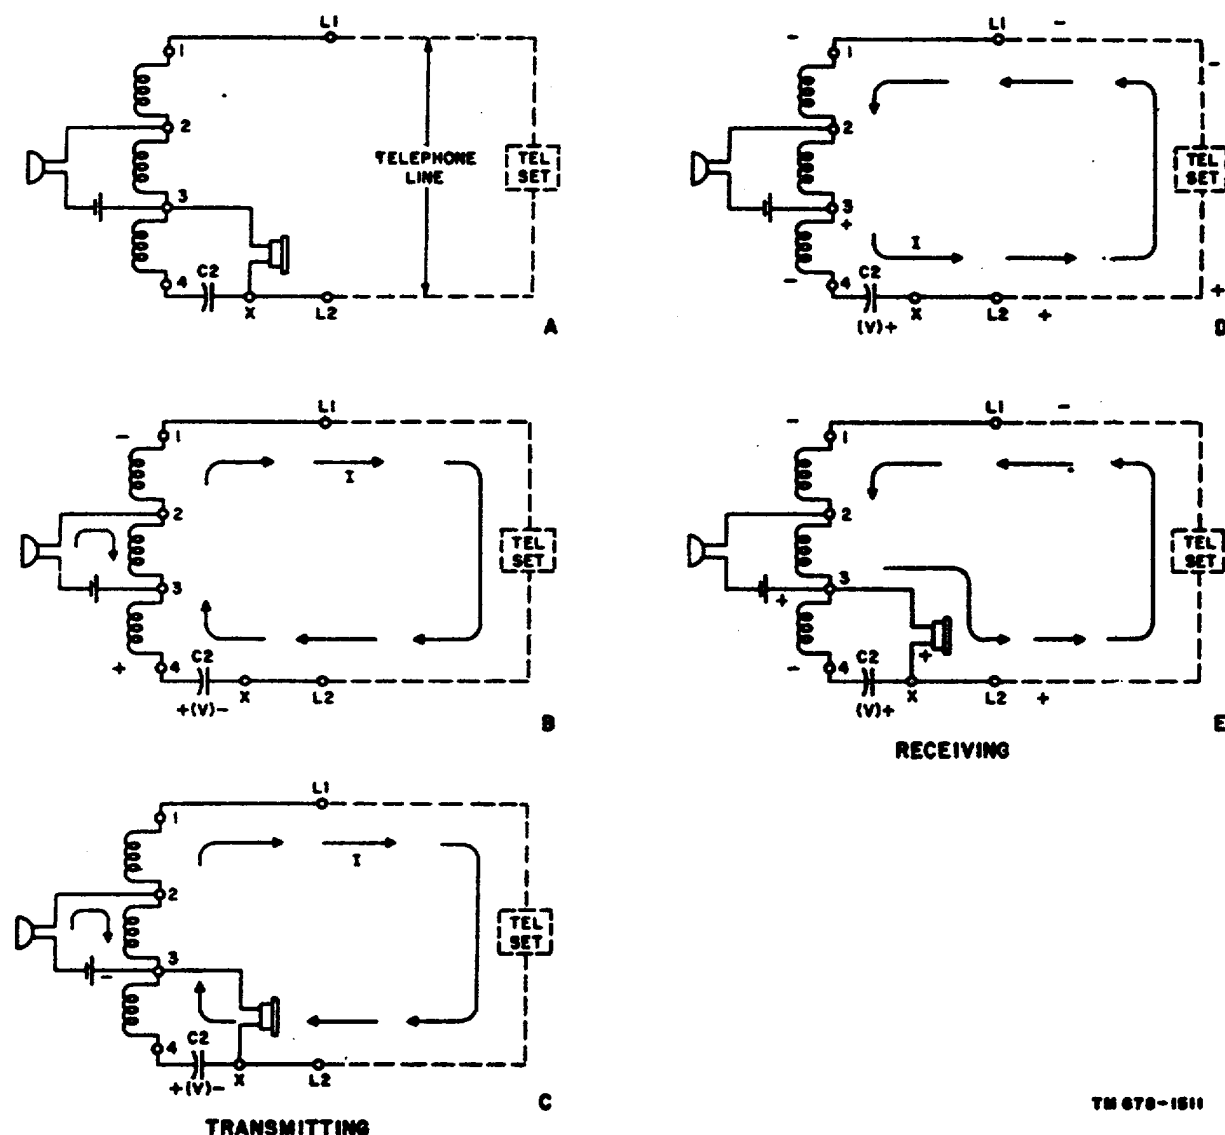 L1
1
2
TELEPHONE
LINE
TEL
SET
3
4
C2
X
L2
A
L1
-
-
1
-
2
TEL
SET
3
+
I
-
4
C2
(V)+
X
L2
+
+
D
L1
-
1
I
2
TEL
SET
3
+
4
C2
+(V)-
X
L2
B
L1
-
-
1
2
TEL
SET
3
+
+
-
4
C2
(V)+
X
L2
+
E
RECEIVING
L1
1
I
2
TEL
SET
3
-
4
C2
+(V)-
X
L2
C
TRANSMITTING
TM 678-1511